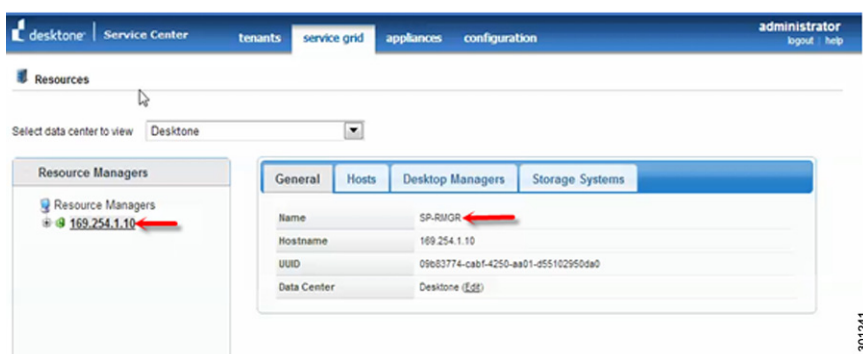 desktone Service Center
tenants service grid appliances configuration
administrator
logout help
Resources
Select data center to view Desktone
Resource Managers
Resource Managers
169.254.1.10
General Hosts Desktop Managers Storage Systems
Name SP-RMGR
Hostname 169.254.1.10
UUID 09b83774-cabf-4250-aa01-d55102950da0
Data Center Desktone (Edit)
301241